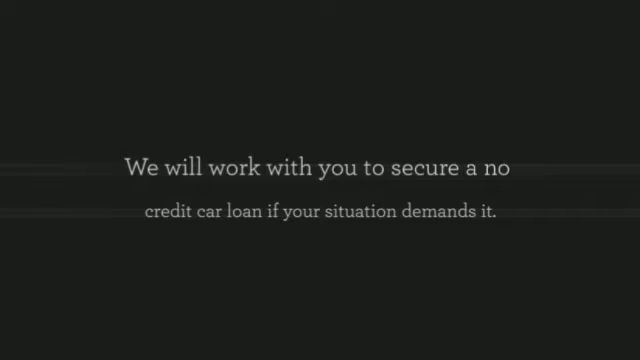 We will work with you to secure a no
credit car loan if your situation demands it.